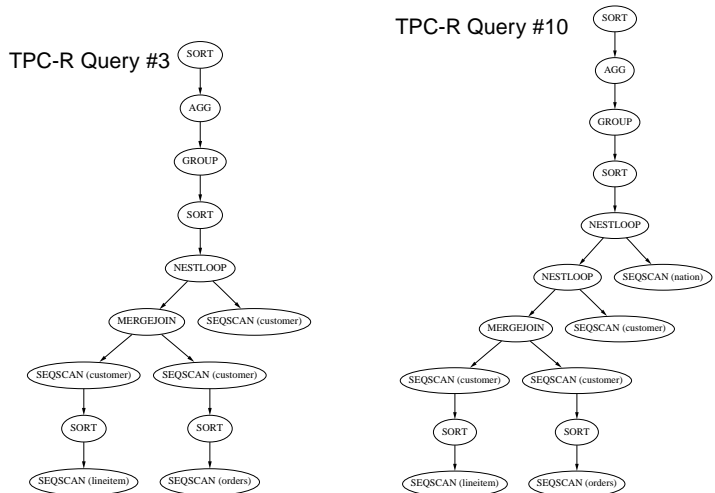 TPC-R Query #3
SORT
AGG
GROUP
SORT
NESTLOOP
MERGEJOIN
SEQSCAN (customer)
SEQSCAN (customer)
SEQSCAN (customer)
SORT
SORT
SEQSCAN (lineitem)
SEQSCAN (orders)
TPC-R Query #10
SORT
AGG
GROUP
SORT
NESTLOOP
NESTLOOP
SEQSCAN (nation)
MERGEJOIN
SEQSCAN (customer)
SEQSCAN (customer)
SEQSCAN (customer)
SORT
SORT
SEQSCAN (lineitem)
SEQSCAN (orders)